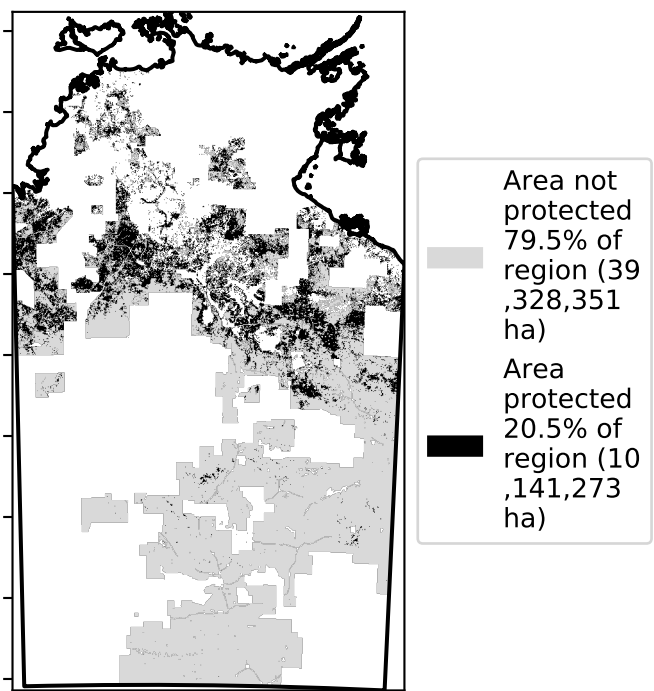 Area not
protected
79.5% of
region (39
,328,351
ha)
Area
protected
20.5% of
region (10
,141,273
ha)